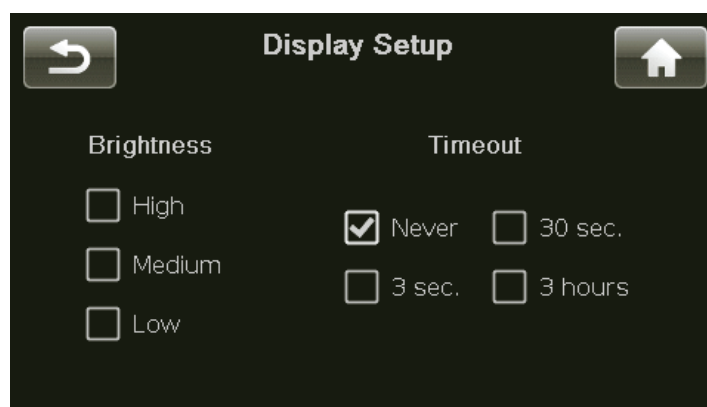 Display Setup
Brightness
High
Medium
Low
Timeout
Never
30 sec.
3 sec.
3 hours